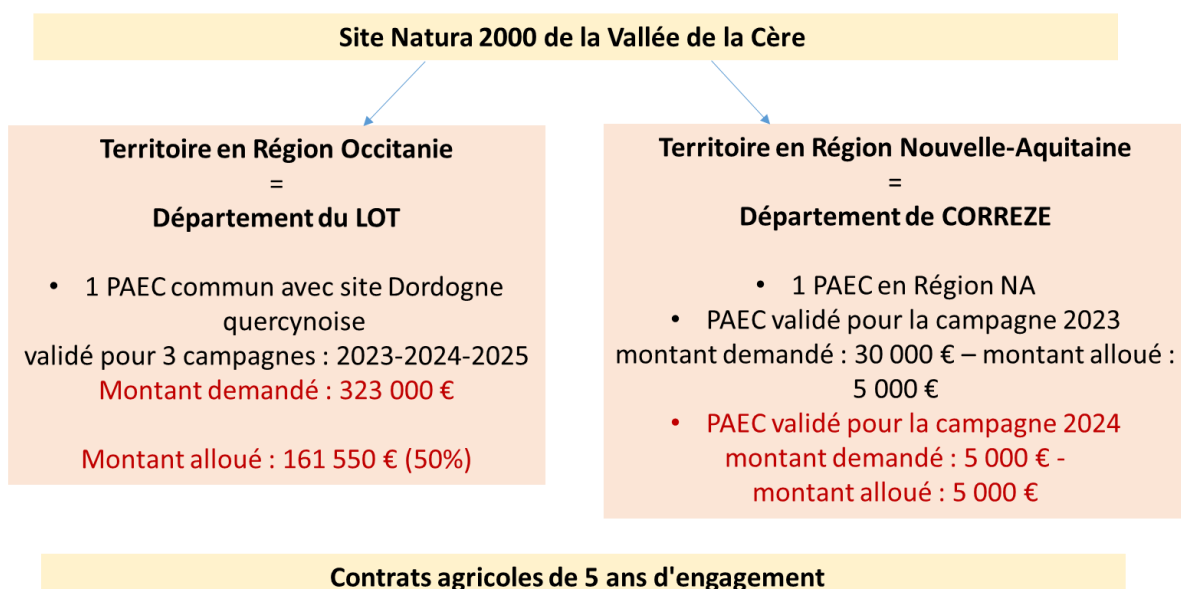 Site Natura 2000 de la Vallée de la Cère
Territoire en Région Occitanie
=
Département du LOT
• 1 PAEC commun avec site Dordogne
quercynoise
validé pour 3 campagnes : 2023-2024-2025
Montant demandé : 323 000 €
Montant alloué : 161 550 € (50%)
Territoire en Région Nouvelle-Aquitaine
=
Département de CORREZE
• 1 PAEC en Région NA
• PAEC validé pour la campagne 2023
montant demandé : 30 000 € – montant alloué :
5 000 €
• PAEC validé pour la campagne 2024
montant demandé : 5 000 € -
montant alloué : 5 000 €
Contrats agricoles de 5 ans d'engagement